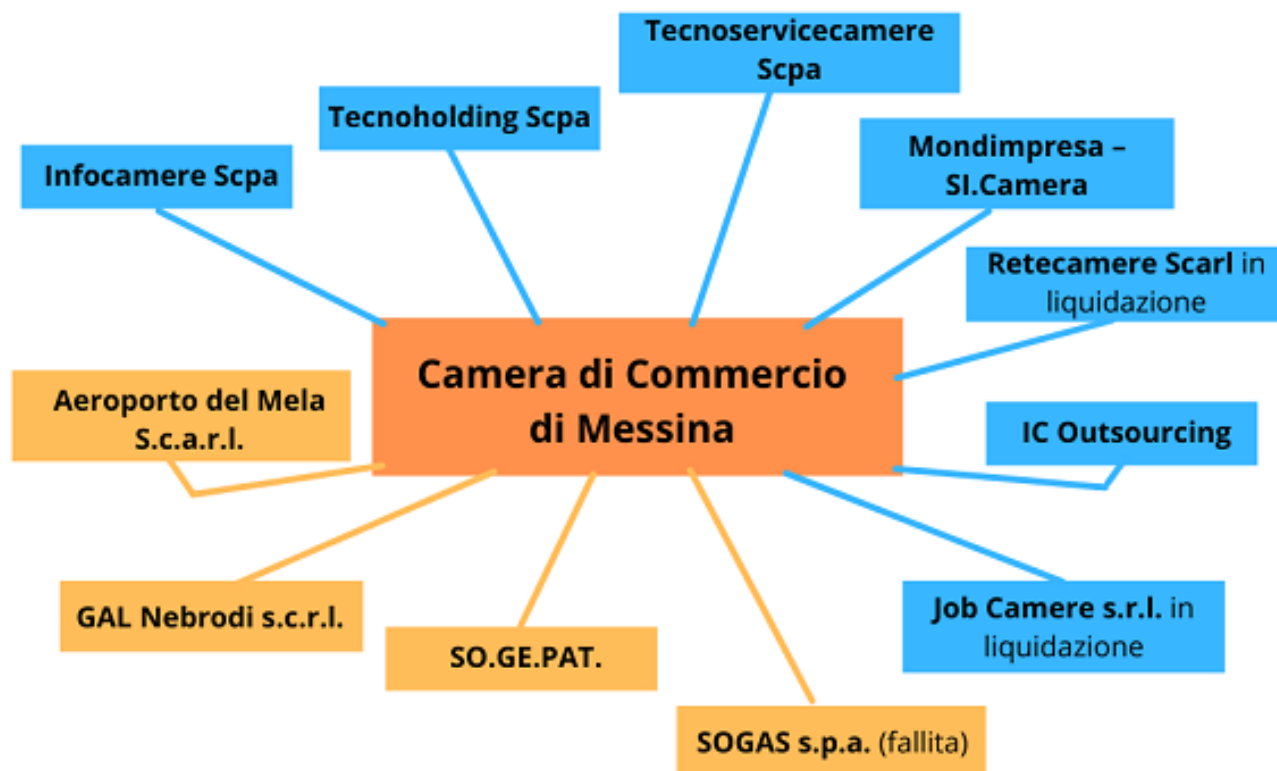 Tecnoservicecamere
Scpa
Tecnoholding Scpa
Mondimpresa –
SI.Camera
Infocamere Scpa
Retecamere Scarl in
liquidazione
Camera di Commercio
di Messina
Aeroporto del Mela
S.c.a.r.l.
IC Outsourcing
GAL Nebrodi s.c.r.l.
Job Camere s.r.l. in
liquidazione
SO.GE.PAT.
SOGAS s.p.a. (fallita)